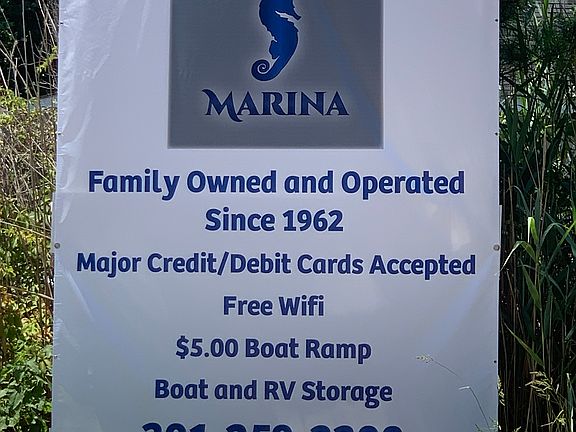 MARINA
Family Owned and Operated
Since 1962
Major Credit/Debit Cards Accepted
Free Wifi
$5.00 Boat Ramp
Boat and RV Storage